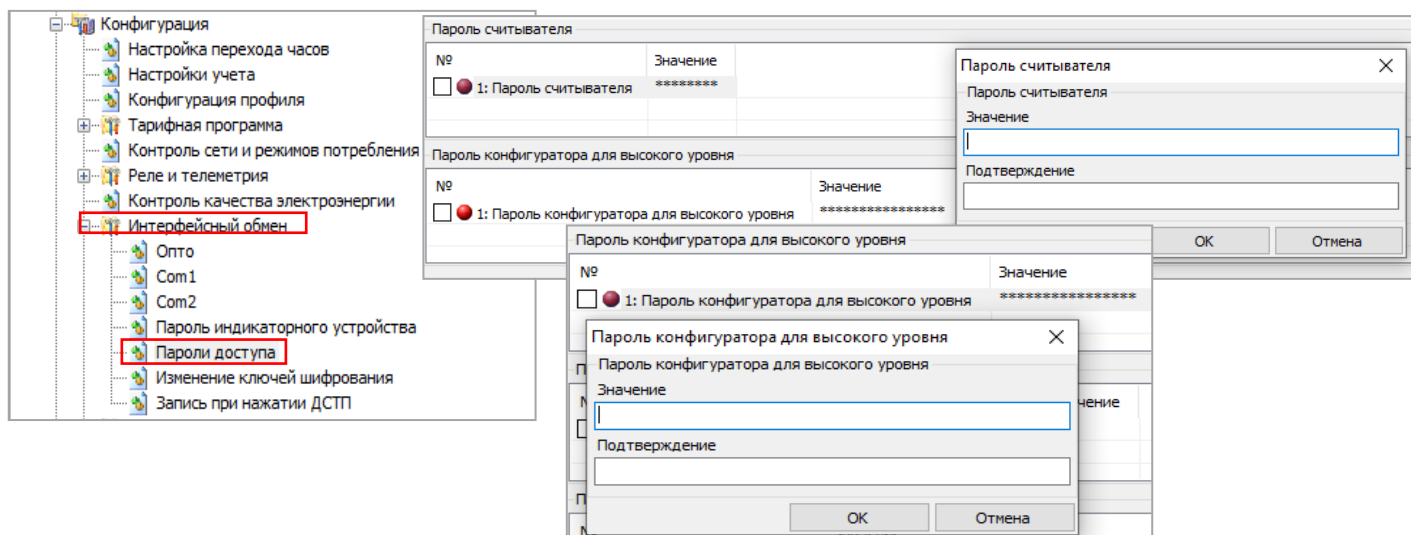 Конфигурация
Настройка перехода часов
Настройки учета
Конфигурация профиля
Тарифная программа
Контроль сети и режимов потребления
Реле и телеметрия
Контроль качества электроэнергии
Интерфейсный обмен
Опто
Com1
Com2
Пароль индикаторного устройства
Пароли доступа
Изменение ключей шифрования
Запись при нажатии ДСТП
Пароль считывателя
№ Значение
1: Пароль считывателя ********
Пароль конфигуратора для высокого уровня
№ Значение
1: Пароль конфигуратора для высокого уровня ****************
Пароль считывателя
Пароль считывателя
Значение
Подтверждение
OK Отмена
Пароль конфигуратора для высокого уровня
№ Значение
1: Пароль конфигуратора для высокого уровня ****************
Пароль конфигуратора для высокого уровня
Пароль конфигуратора для высокого уровня
Значение
Подтверждение
OK Отмена